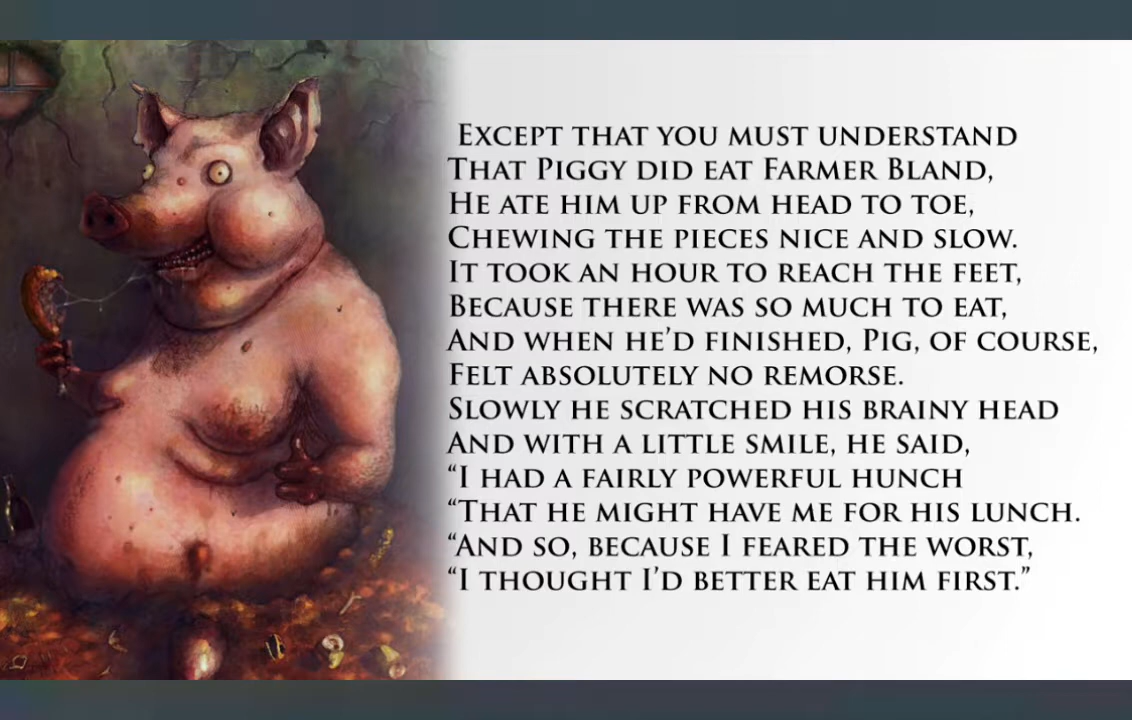 EXCEPT THAT YOU MUST UNDERSTAND
THAT PIGGY DID EAT FARMER BLAND,
HE ATE HIM UP FROM HEAD TO TOE,
CHEWING THE PIECES NICE AND SLOW.
IT TOOK AN HOUR TO REACH THE FEET,
BECAUSE THERE WAS SO MUCH TO EAT,
AND WHEN HE’D FINISHED, PIG, OF COURSE,
FELT ABSOLUTELY NO REMORSE.
SLOWLY HE SCRATCHED HIS BRAINY HEAD
AND WITH A LITTLE SMILE, HE SAID,
“I HAD A FAIRLY POWERFUL HUNCH
“THAT HE MIGHT HAVE ME FOR HIS LUNCH.
“AND SO, BECAUSE I FEARED THE WORST,
“I THOUGHT I’D BETTER EAT HIM FIRST.”